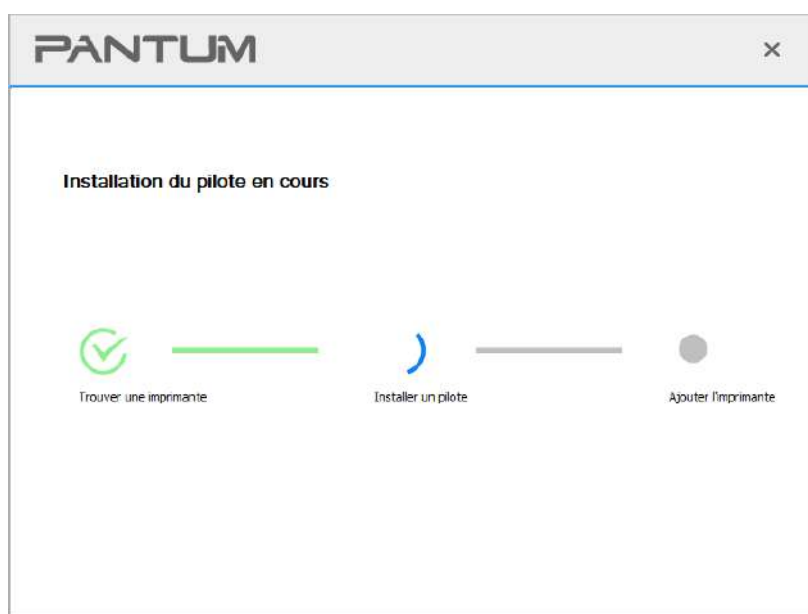 PANTUM
Installation du pilote en cours
Trouver une imprimante
Installer un pilote
Ajouter l'imprimante